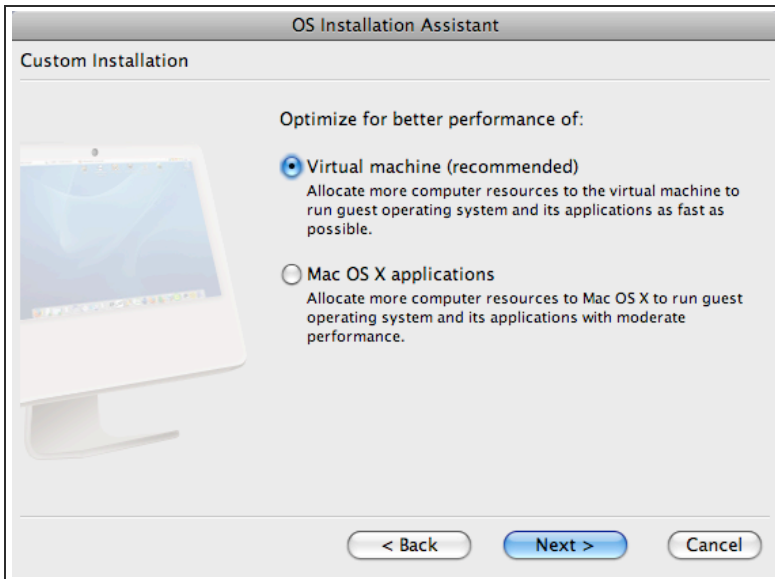 OS Installation Assistant
Custom Installation
Optimize for better performance of:
Virtual machine (recommended)
Allocate more computer resources to the virtual machine to
run guest operating system and its applications as fast as
possible.
Mac OS X applications
Allocate more computer resources to Mac OS X to run guest
operating system and its applications with moderate
performance.
< Back
Next >
Cancel